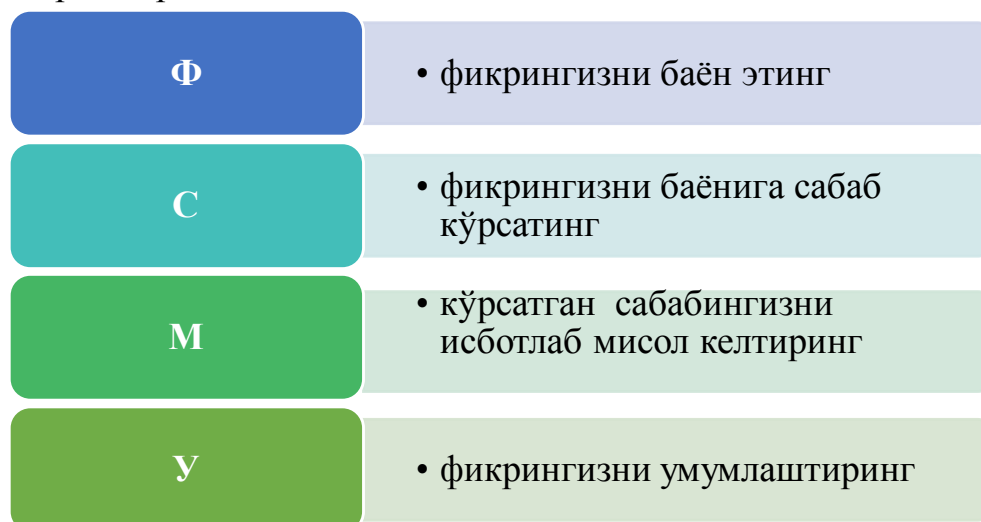 Ф
• фикрингизни баён этинг
С
• фикрингизни баёнига сабаб
кўрсатинг
М
• кўрсатган сабабингизни
исботлаб мисол келтиринг
У
• фикрингизни умумлаштиринг